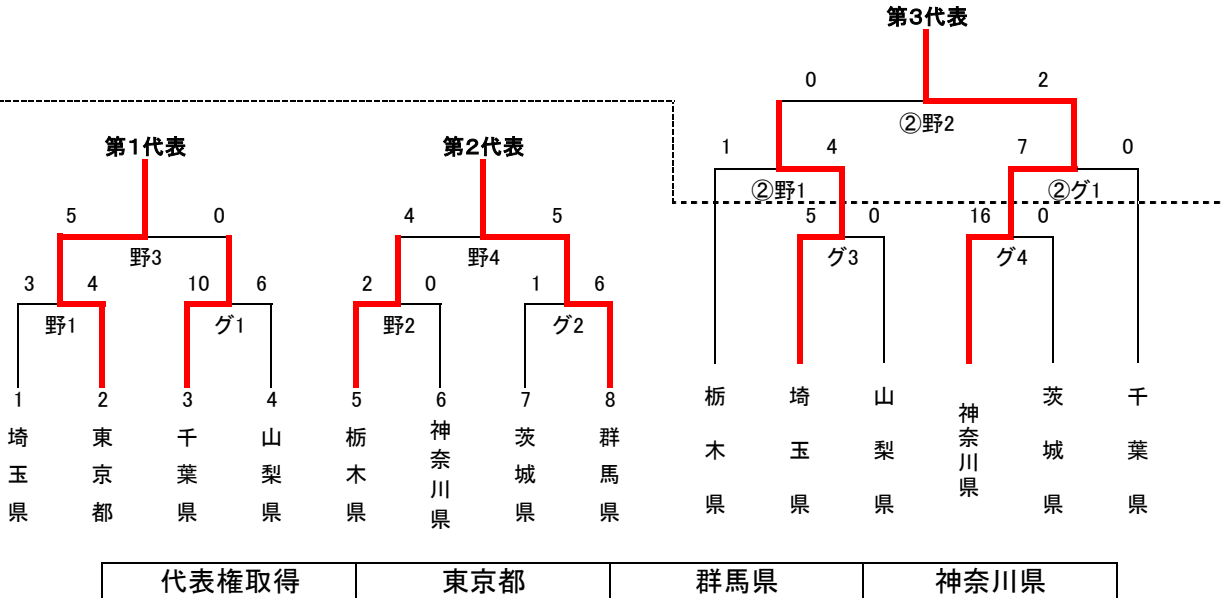 第3代表
0 2
②野2
第1代表 第2代表
1 4 7 0
②野1 ②グ1
5 0 4 5 5 0 16 0
野3 野4 グ3 グ4
3 4 10 6 2 0 1 6
野1 グ1 野2 グ2
1 2 3 4 5 6 7 8
埼玉県 東京都 千葉県 山梨県 栃木県 神奈川県 茨城県 群馬県
栃木県 埼玉県 山梨県 神奈川県 茨城県 千葉県
代表権取得 東京都 群馬県 神奈川県